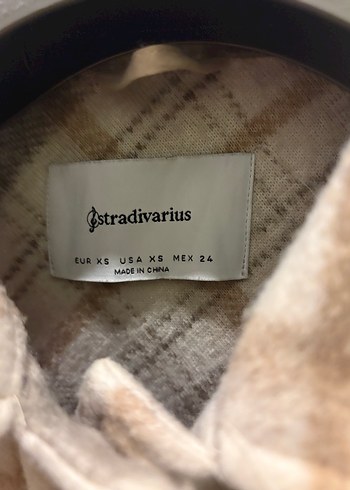 stradivarius
EUR XS USA XS MEX 24
MADE IN CHINA